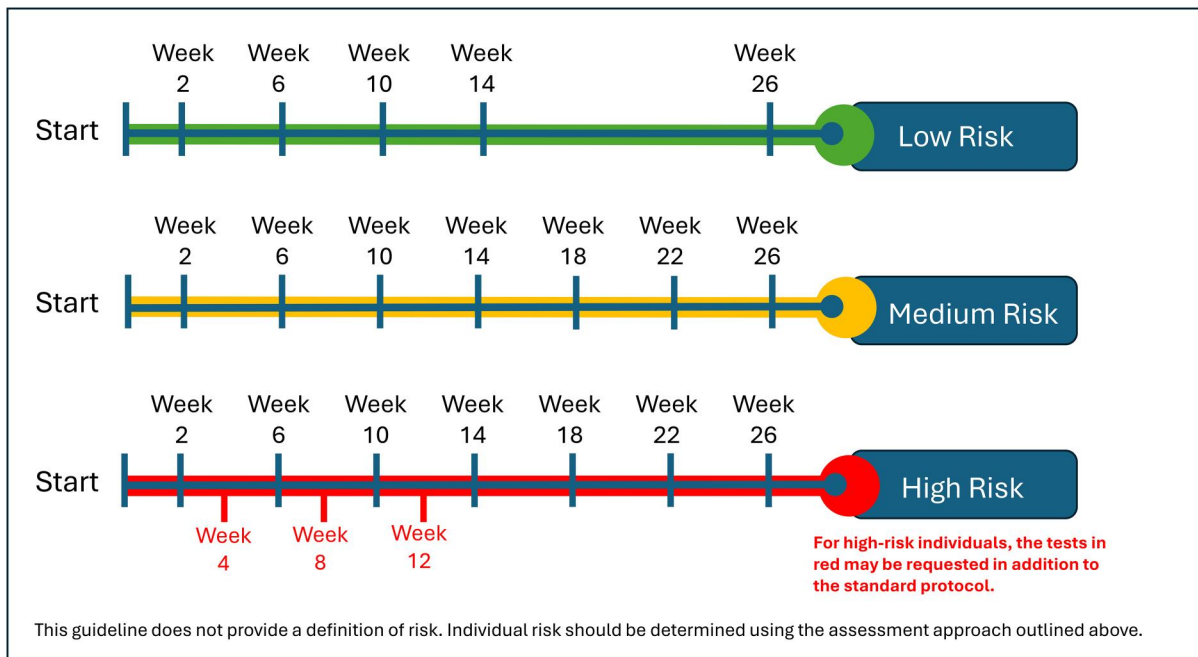 Week Week Week Week Week
2 6 10 14 26
Start Low Risk
Week Week Week Week Week Week Week
2 6 10 14 18 22 26
Start Medium Risk
Week Week Week Week Week Week Week
2 6 10 14 18 22 26
Start High Risk
Week Week Week
4 8 12
For high-risk individuals, the tests in
red may be requested in addition to
the standard protocol.
This guideline does not provide a definition of risk. Individual risk should be determined using the assessment approach outlined above.